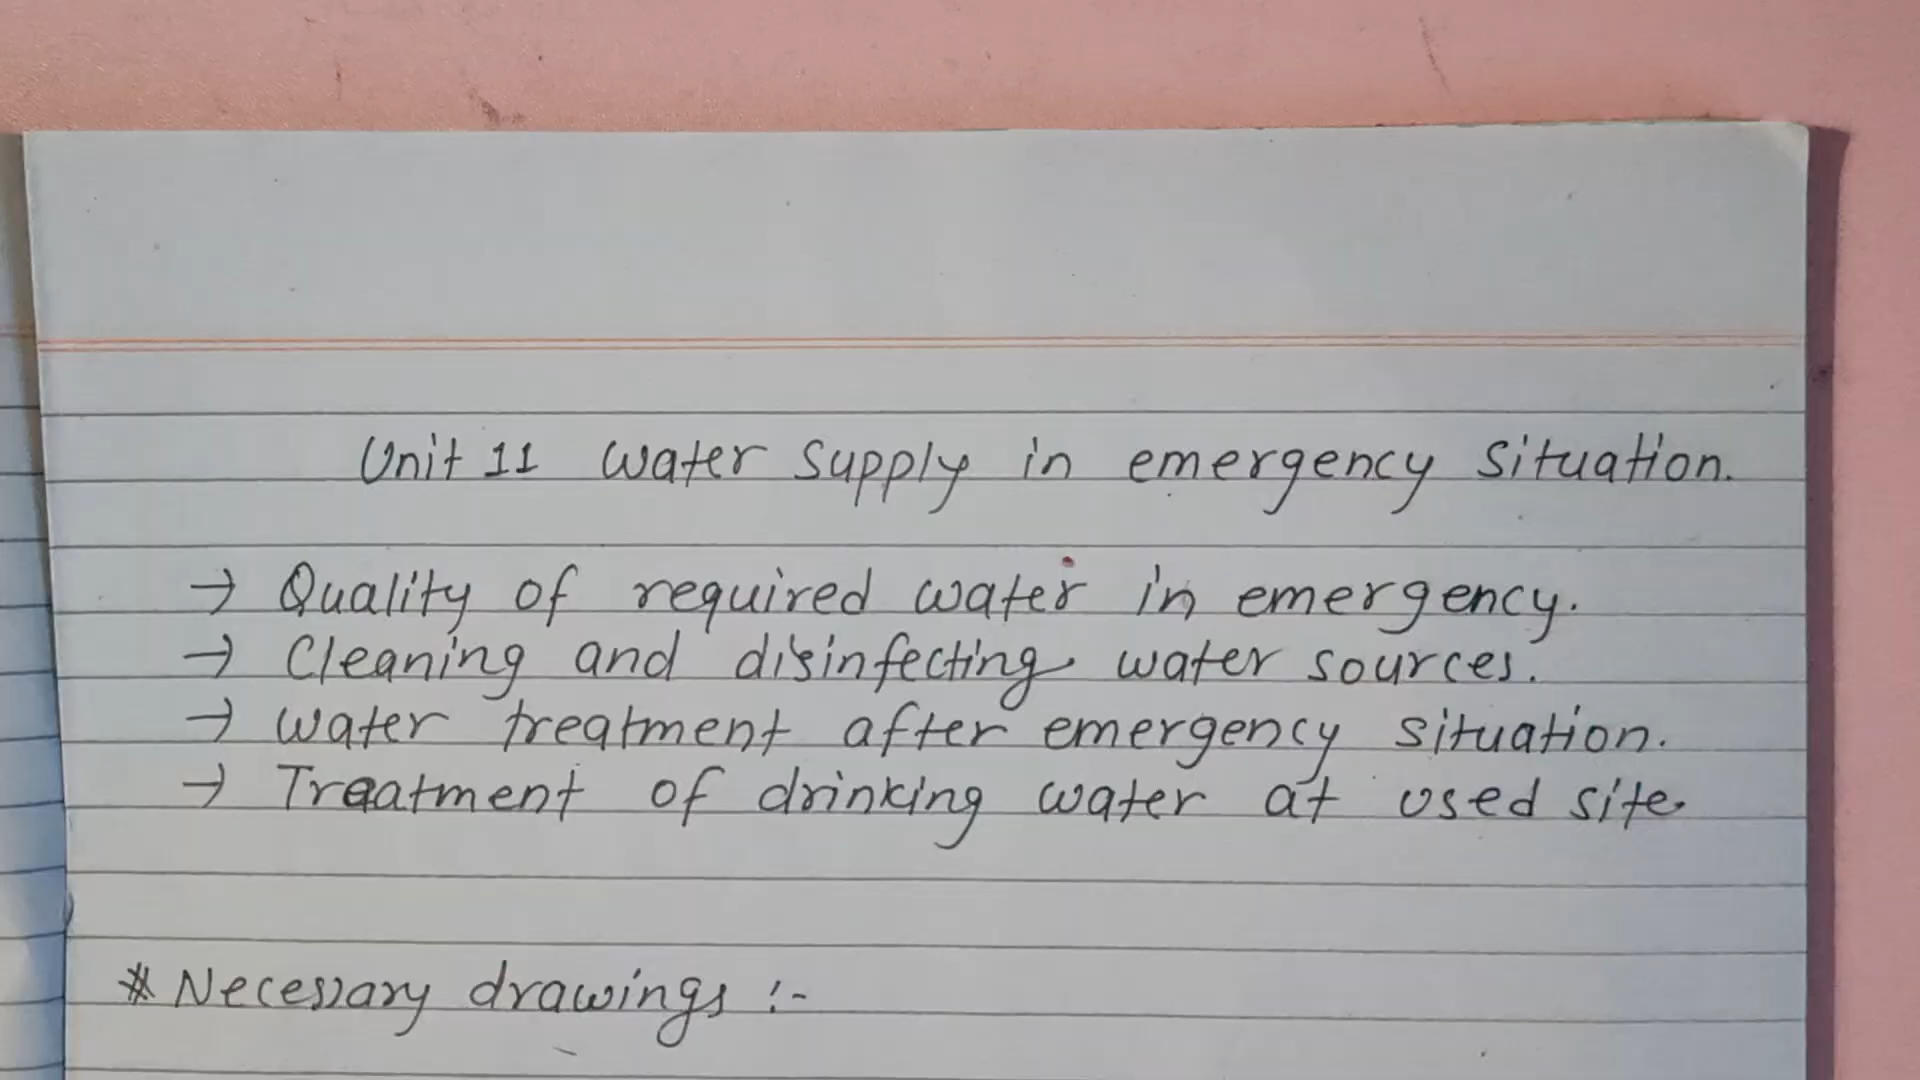 Unit 11 Water Supply in emergency situation.
→ Quality of required water in emergency.
→ Cleaning and disinfecting water sources.
→ Water treatment after emergency situation.
→ Treatment of drinking water at used site.
* Necessary drawings :-